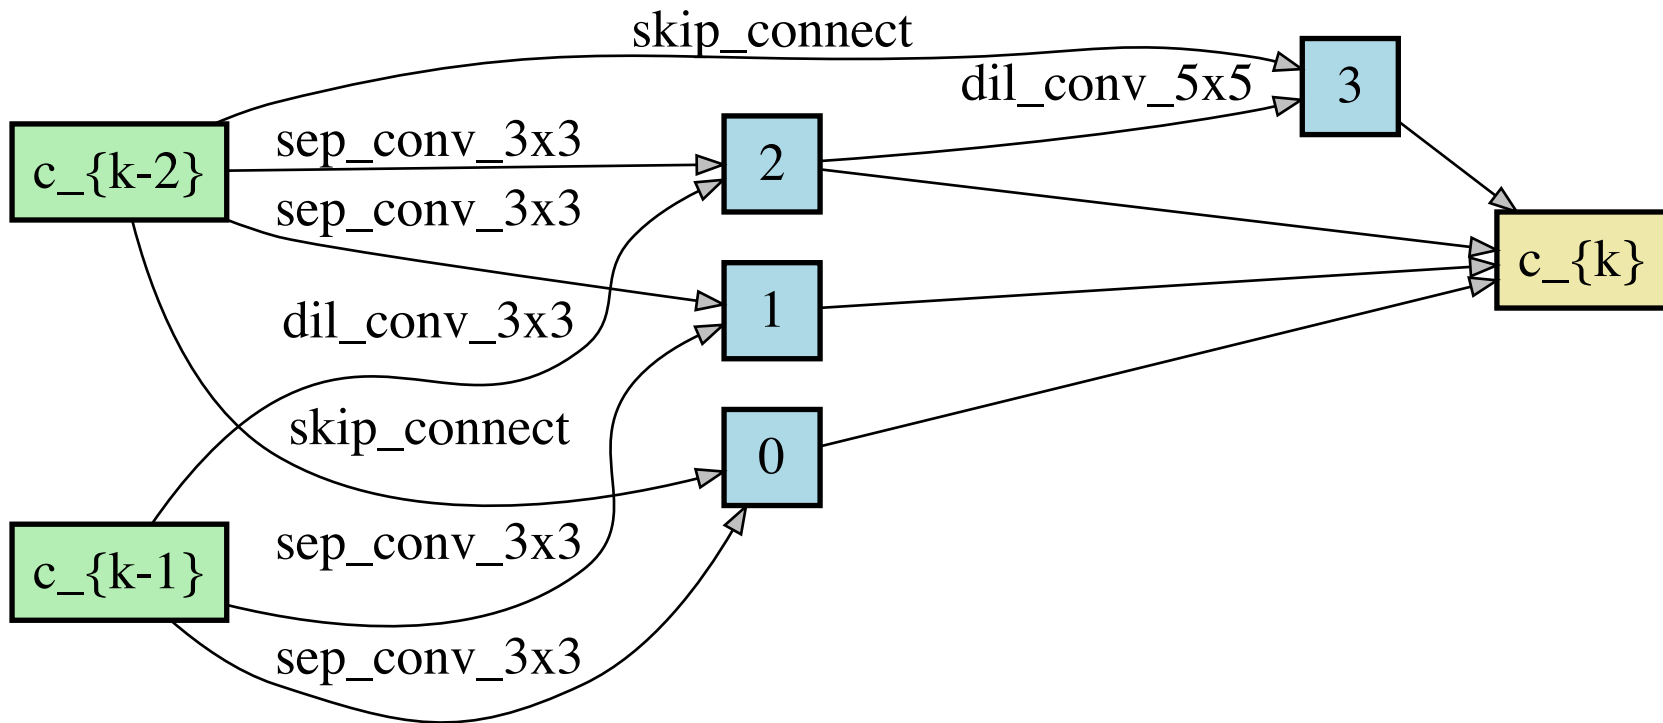 skip_connect
3
dil_conv_5x5
sep_conv_3x3
2
c_{k-2}
sep_conv_3x3
c_{k}
1
dil_conv_3x3
skip_connect
0
sep_conv_3x3
c_{k-1}
sep_conv_3x3